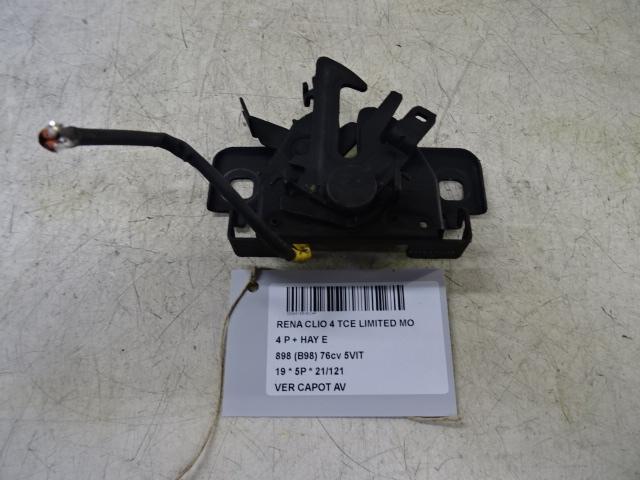 RENA CLIO 4 TCE LIMITED MO
4 P + HAY E
898 (B98) 76cv 5VIT
19 * 5P * 21/121
VER CAPOT AV